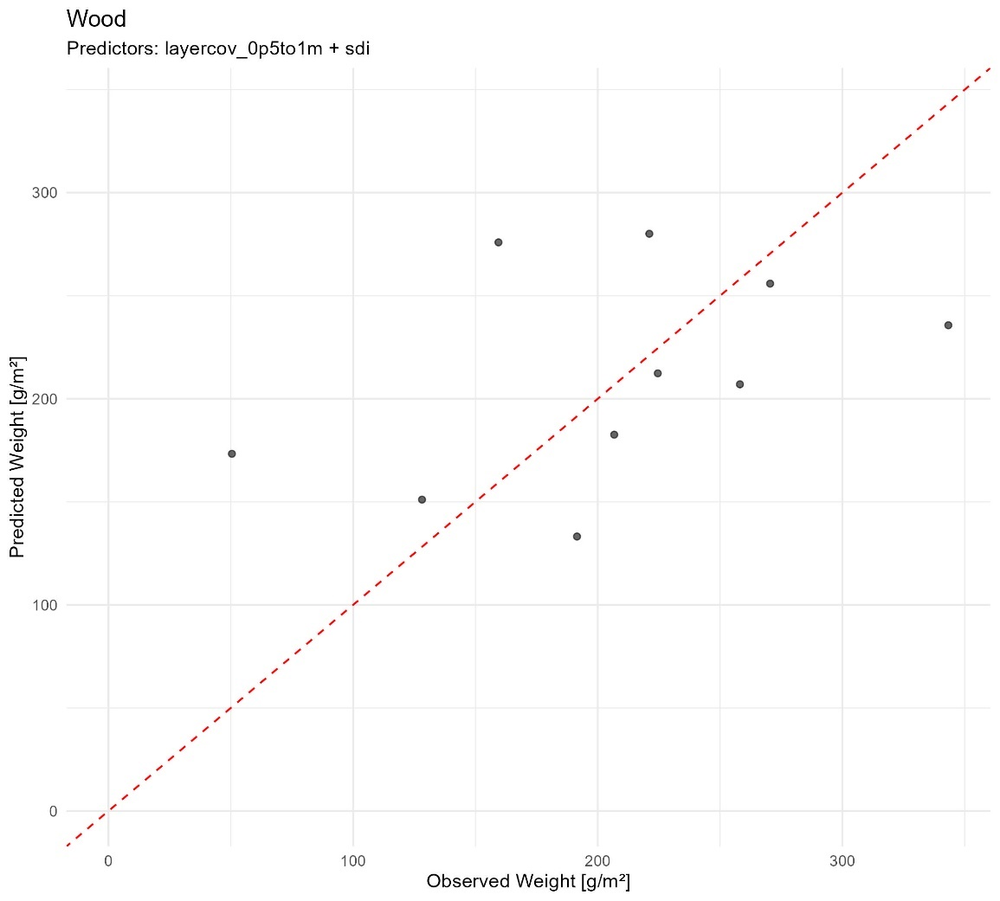 Wood
Predictors: layercov_0p5to1m + sdi
Predicted Weight [g/m²]
300
200
100
0
0 100 200 300
Observed Weight [g/m²]